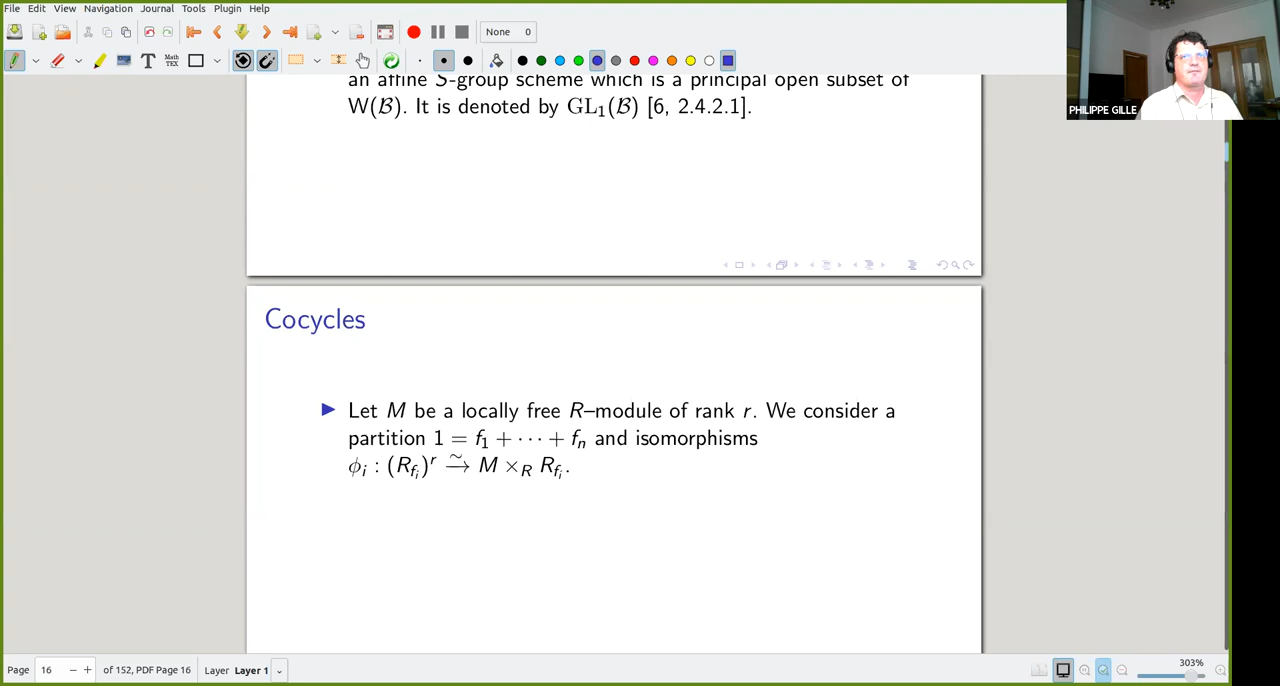 File Edit View Navigation Journal Tools Plugin Help
None 0
T Math TEX
PHILIPPE GILLE
an affine S-group scheme which is a principal open subset of
W(ℬ). It is denoted by GL₁(ℬ) [6, 2.4.2.1].
Cocycles
▶ Let M be a locally free R–module of rank r. We consider a
partition 1 = f₁ + ⋯ + fₙ and isomorphisms
ϕᵢ : (R_{fᵢ})ʳ ⥲ M ×_R R_{fᵢ}.
Page 16 − + of 152, PDF Page 16 Layer Layer 1 303%